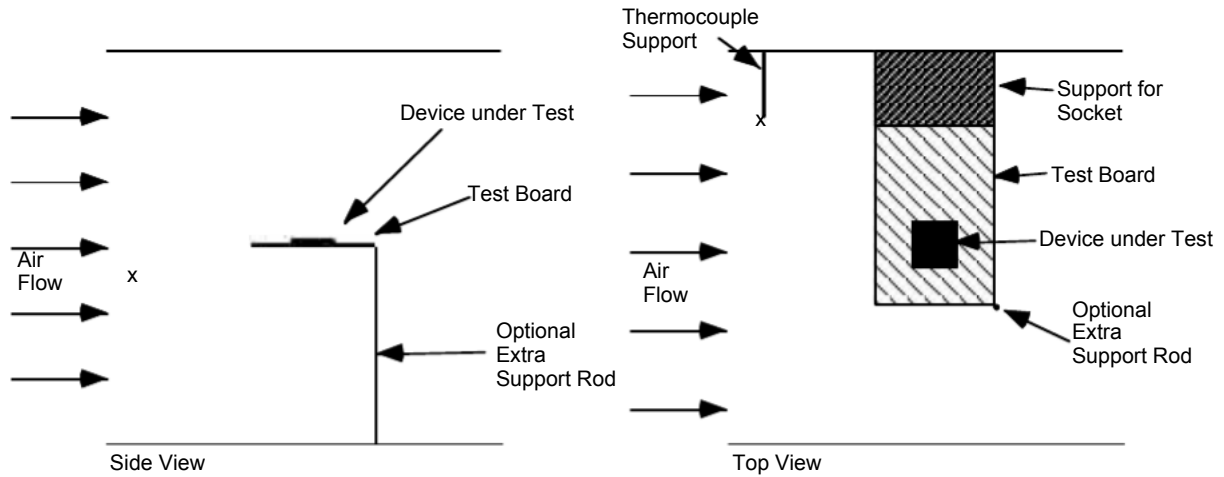 Device under Test
Test Board
Air
Flow
x
Optional
Extra
Support Rod
Side View
Thermocouple
Support
x
Support for
Socket
Test Board
Device under Test
Air
Flow
Optional
Extra
Support Rod
Top View